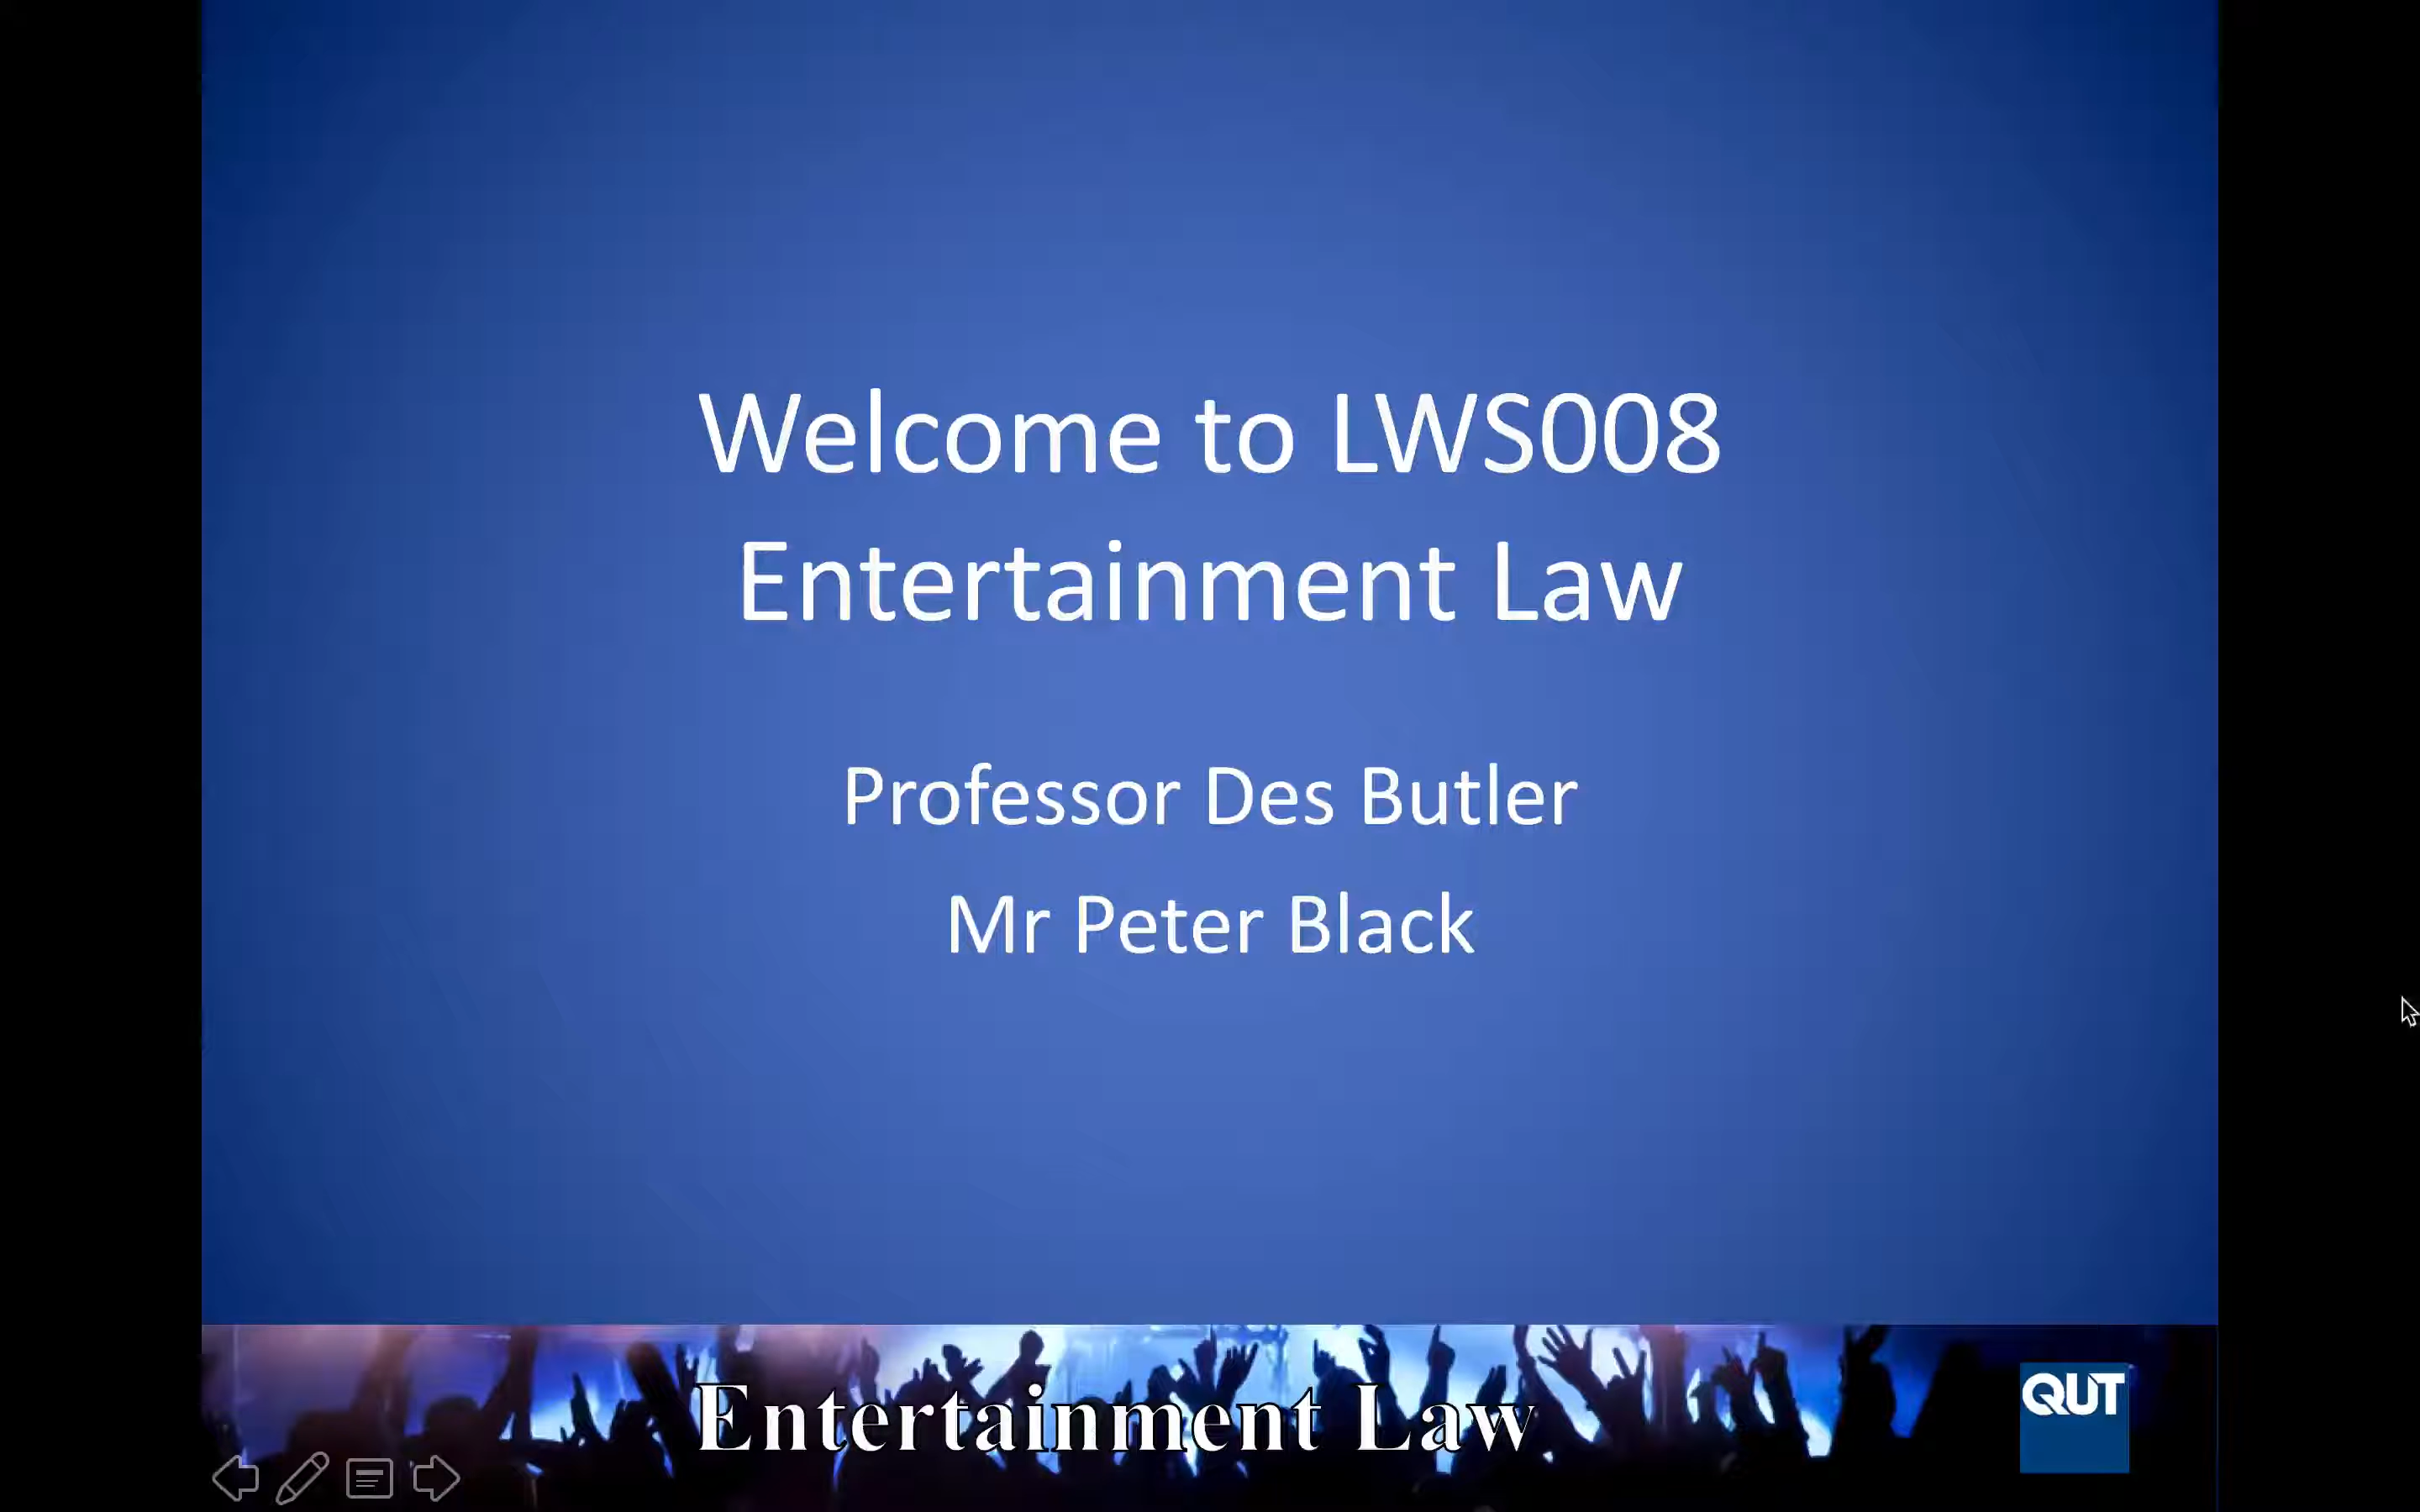 Welcome to LWS008
Entertainment Law
Professor Des Butler
Mr Peter Black
Entertainment Law
QUT